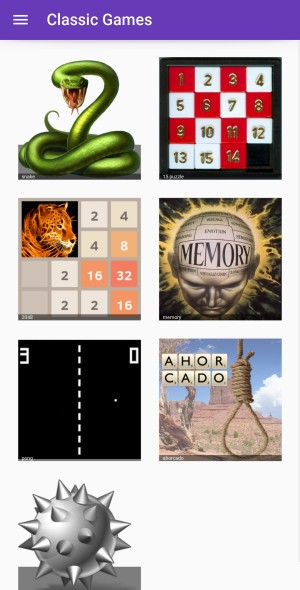 Classic Games
snake
1 2 3 4
5 6 7 8
9 10 11 12
13 15 14
15 puzzle
2 4
4 8
2 16 32
2 2 16
2048
EMOTION
MEMORY
memory
3 0
pong
AHOR
CADO
ahorcado